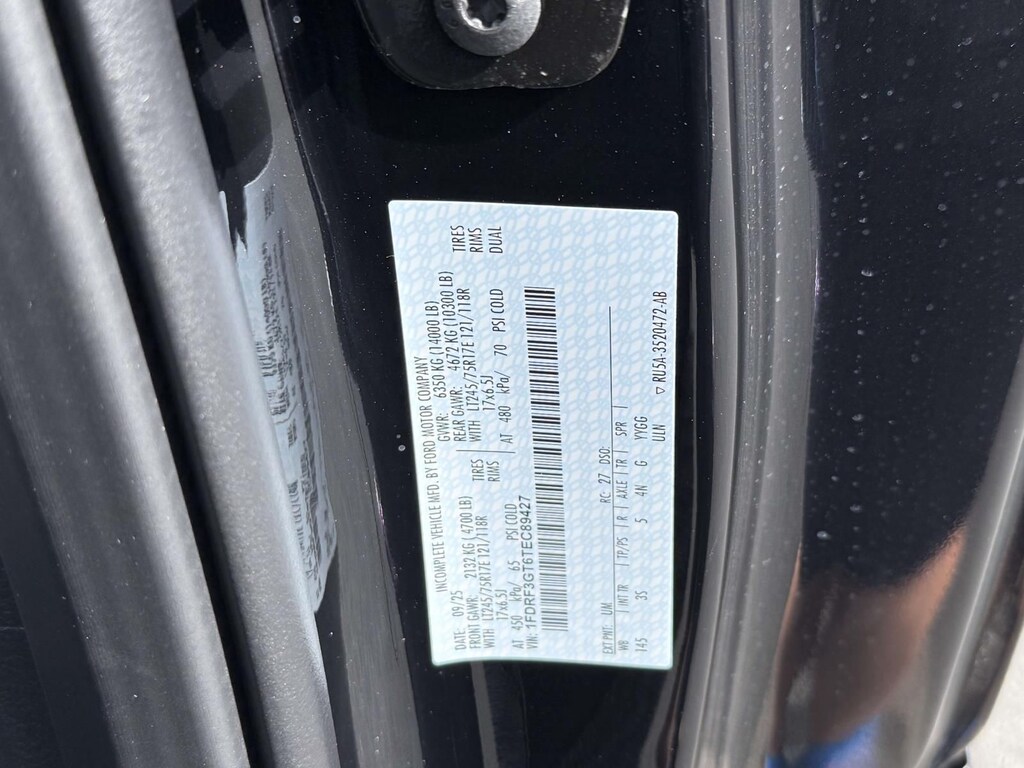 INCOMPLETE VEHICLE MFD. BY FORD MOTOR COMPANY
DATE: 09/25 GVWR: 6350 KG (14000 LB)
FRONT GAWR: 2132 KG (4700 LB) REAR GAWR: 4672 KG (10300 LB)
WITH LT245/75R17E 121/118R TIRES WITH LT245/75R17E 121/118R TIRES
17x6.5J RIMS 17x6.5J RIMS
AT 450 kPa/ 65 PSI COLD AT 480 kPa/ 70 PSI COLD DUAL
VIN: 1FDRF3GT6TEC89427
EXT PNT: UM RC: 27 DSO:
WB INT TR TP/PS R AXLE TR SPR
145 3S 5 4N G YYGG
ULN
▽ RU5A-3520472-AB